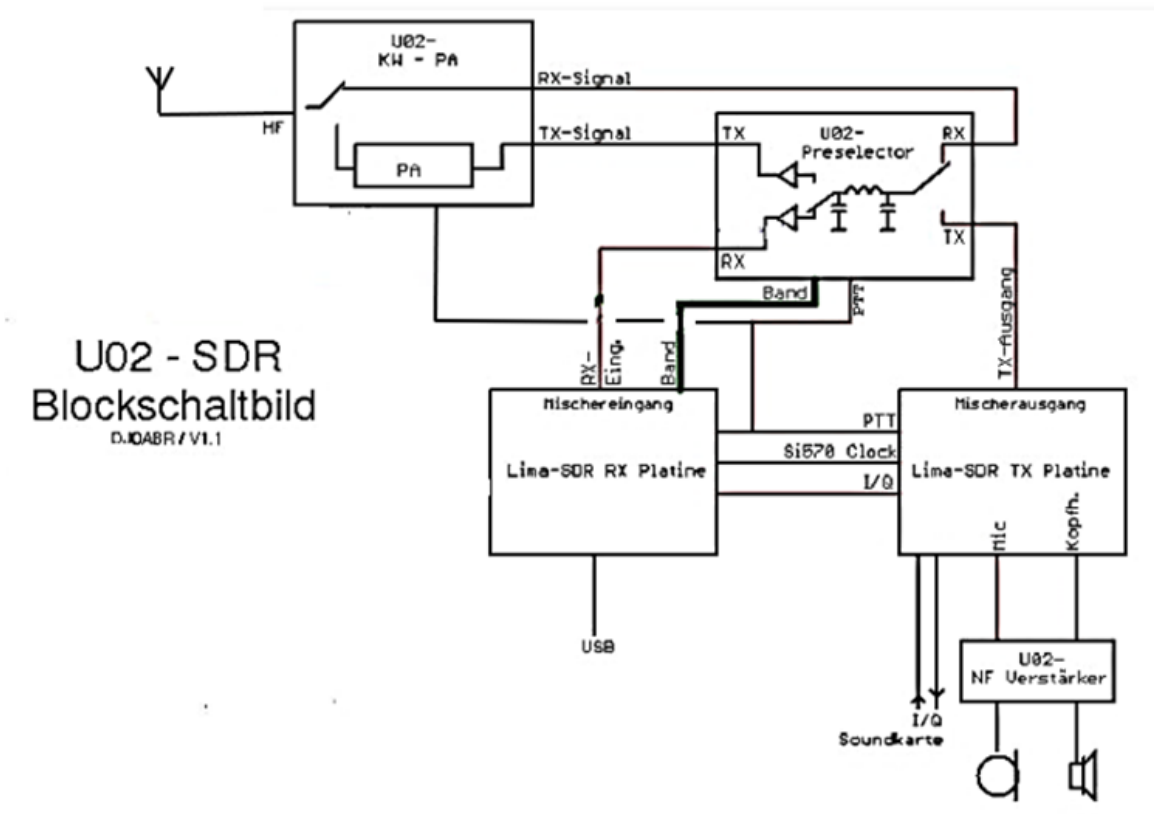 U02-
KW - PA
RX-Signal
HF
TX-Signal
PA
TX
U02-
Preselector
RX
TX
RX
Band
PTT
TX-Ausgang
RX-
Eing.
Band
U02 - SDR
Blockschaltbild
DJ0ABR / V1.1
Mischereingang
Lima-SDR RX Platine
PTT
Si570 Clock
I/Q
Mischerausgang
Lima-SDR TX Platine
Mic
Kopfh.
USB
U02-
NF Verstärker
I/Q
Soundkarte